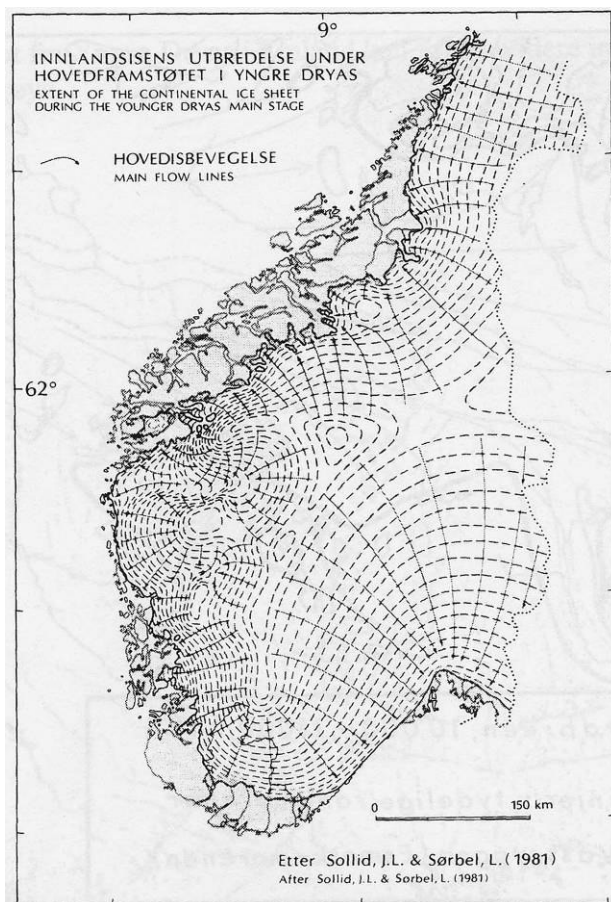 9°
INNLANDSISENS UTBREDELSE UNDER
HOVEDFRAMSTØTET I YNGRE DRYAS
EXTENT OF THE CONTINENTAL ICE SHEET
DURING THE YOUNGER DRYAS MAIN STAGE
HOVEDISBEVEGELSE
MAIN FLOW LINES
62°
0 150 km
Etter Sollid, J.L. & Sørbel, L. (1981)
After Sollid, J.L. & Sørbel, L. (1981)